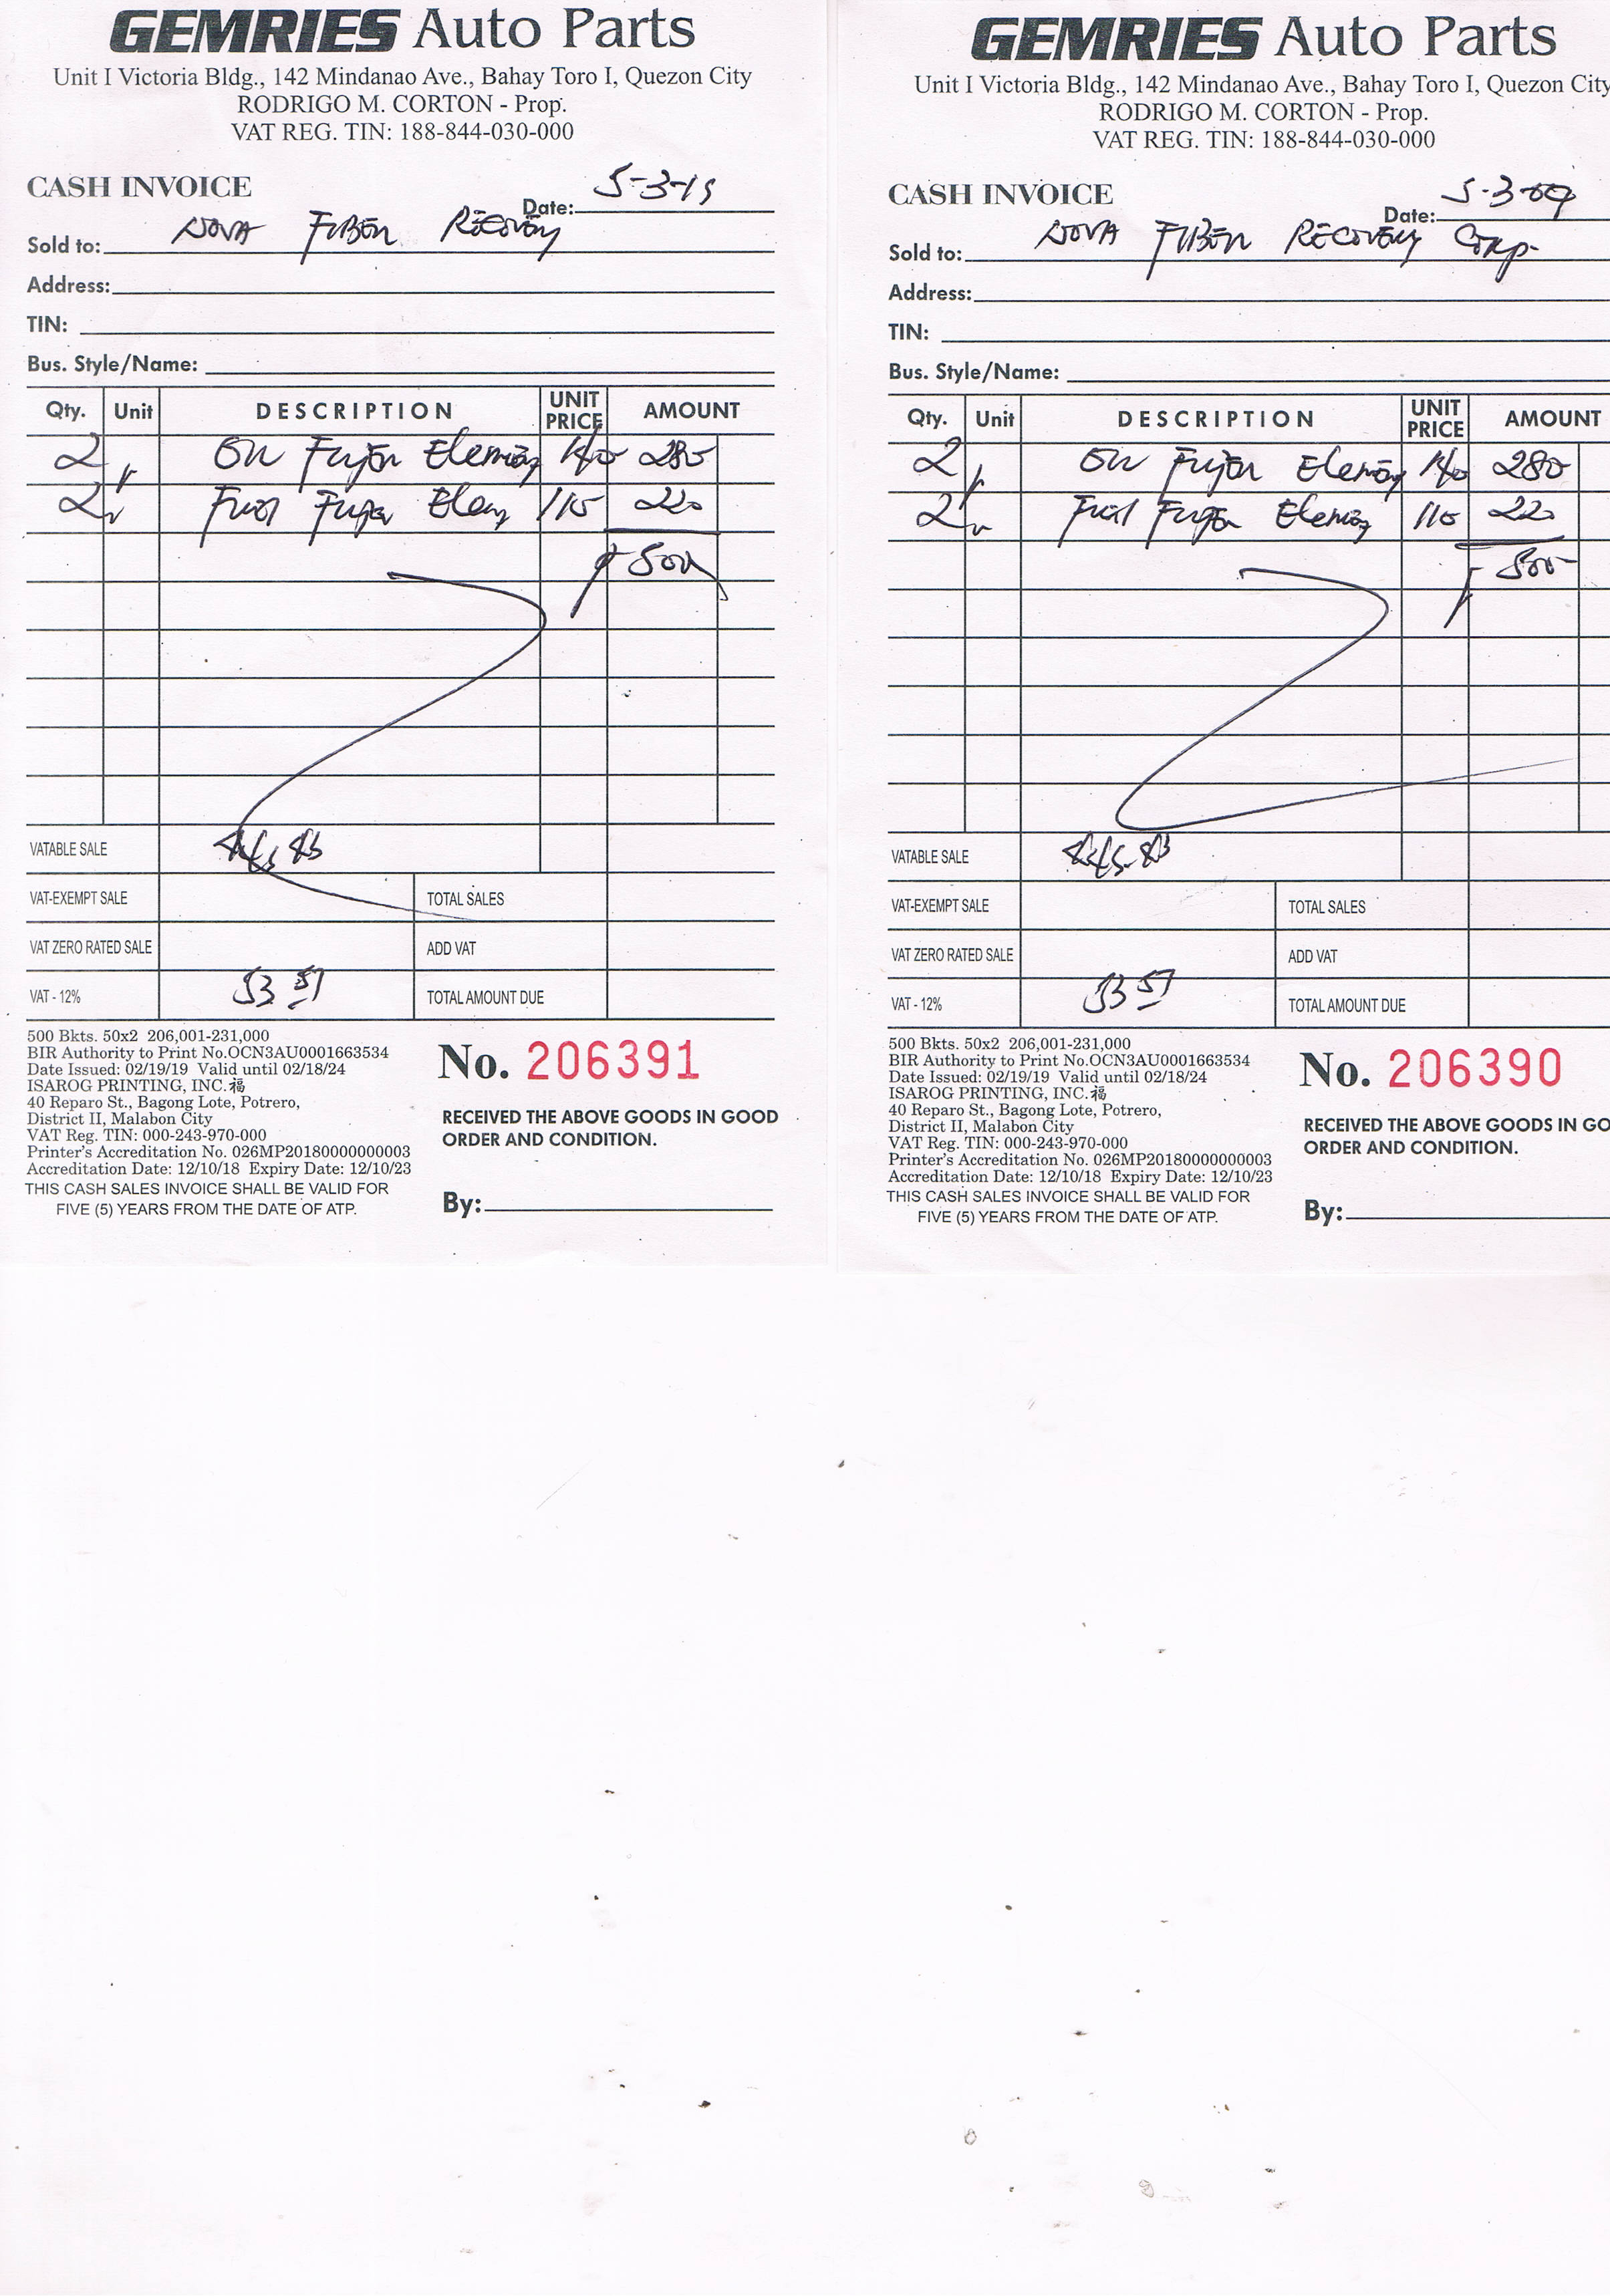 GEMRIES Auto Parts
Unit I Victoria Bldg., 142 Mindanao Ave., Bahay Toro I, Quezon City
RODRIGO M. CORTON - Prop.
VAT REG. TIN: 188-844-030-000
CASH INVOICE
Date: 5-3-19
Sold to: NOVA FIBER RECOVERY
Address:
TIN:
Bus. Style/Name:
Qty. Unit DESCRIPTION UNIT PRICE AMOUNT
2 Oil 140 280
2 Fuel 110 220
500
VATABLE SALE
VAT-EXEMPT SALE TOTAL SALES
VAT ZERO RATED SALE ADD VAT
VAT - 12% 53 57 TOTAL AMOUNT DUE
500 Bkts. 50x2 206,001-231,000
BIR Authority to Print No.OCN3AU0001663534
Date Issued: 02/19/19 Valid until 02/18/24
ISAROG PRINTING, INC.福
40 Reparo St., Bagong Lote, Potrero,
District II, Malabon City
VAT Reg. TIN: 000-243-970-000
Printer's Accreditation No. 026MP20180000000003
Accreditation Date: 12/10/18 Expiry Date: 12/10/23
THIS CASH SALES INVOICE SHALL BE VALID FOR
FIVE (5) YEARS FROM THE DATE OF ATP.
No. 206391
RECEIVED THE ABOVE GOODS IN GOOD
ORDER AND CONDITION.
By:
GEMRIES Auto Parts
Unit I Victoria Bldg., 142 Mindanao Ave., Bahay Toro I, Quezon City
RODRIGO M. CORTON - Prop.
VAT REG. TIN: 188-844-030-000
CASH INVOICE
Date: 5-3-09
Sold to: NOVA FIBER RECOVERY Corp.
Address:
TIN:
Bus. Style/Name:
Qty. Unit DESCRIPTION UNIT PRICE AMOUNT
2 Oil 140 280
2 Fuel 110 220
500
VATABLE SALE
VAT-EXEMPT SALE TOTAL SALES
VAT ZERO RATED SALE ADD VAT
VAT - 12% 53 57 TOTAL AMOUNT DUE
500 Bkts. 50x2 206,001-231,000
BIR Authority to Print No.OCN3AU0001663534
Date Issued: 02/19/19 Valid until 02/18/24
ISAROG PRINTING, INC.福
40 Reparo St., Bagong Lote, Potrero,
District II, Malabon City
VAT Reg. TIN: 000-243-970-000
Printer's Accreditation No. 026MP20180000000003
Accreditation Date: 12/10/18 Expiry Date: 12/10/23
THIS CASH SALES INVOICE SHALL BE VALID FOR
FIVE (5) YEARS FROM THE DATE OF ATP.
No. 206390
RECEIVED THE ABOVE GOODS IN GO
ORDER AND CONDITION.
By: